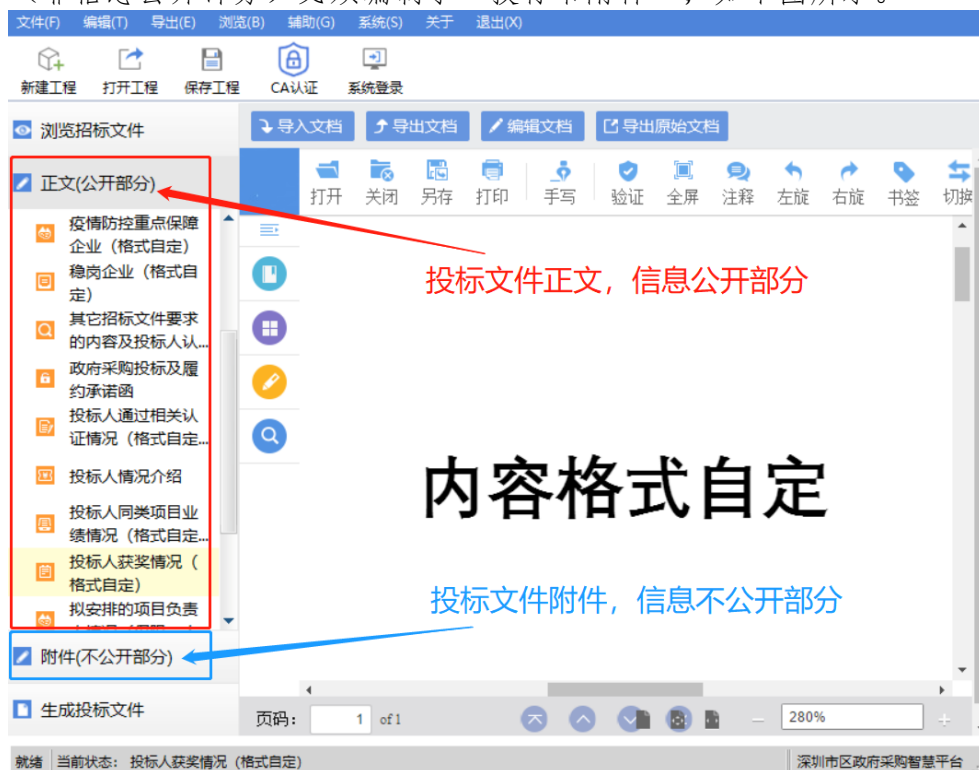 文件(F) 编辑(T) 导出(E) 浏览(B) 辅助(G) 系统(S) 关于 退出(X)
新建工程 打开工程 保存工程 CA认证 系统登录
浏览招标文件
导入文档 导出文档 编辑文档 导出原始文档
正文(公开部分)
打开 关闭 另存 打印 手写 验证 全屏 注释 左旋 右旋 书签 切换
疫情防控重点保障
企业（格式自定）
稳岗企业（格式自
定）
其它招标文件要求
的内容及投标人认...
政府采购投标及履
约承诺函
投标人通过相关认
证情况（格式自定...
投标人情况介绍
投标人同类项目业
绩情况（格式自定...
投标人获奖情况（
格式自定）
拟安排的项目负责
投标文件正文，信息公开部分
内容格式自定
投标文件附件，信息不公开部分
附件(不公开部分)
生成投标文件
页码: 1 of 1 280%
就绪 当前状态: 投标人获奖情况（格式自定） 深圳市区政府采购智慧平台